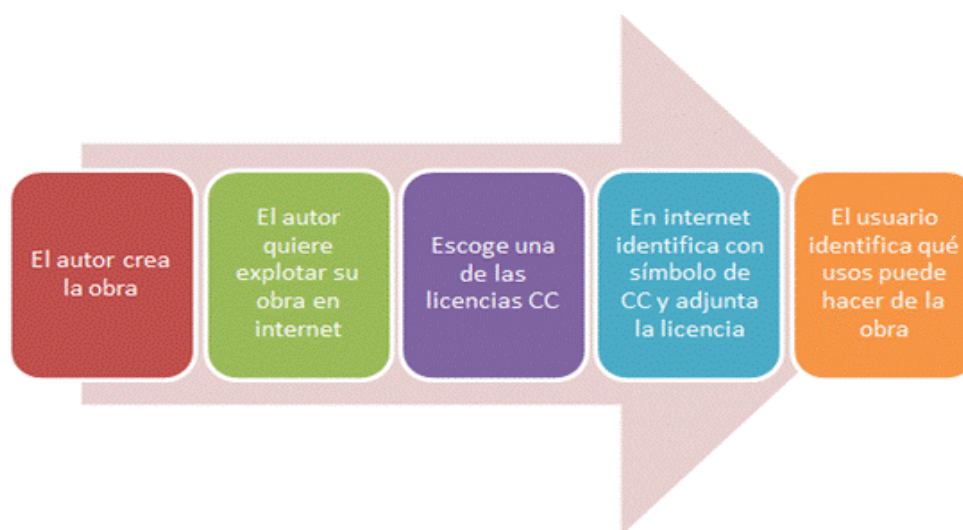 El autor crea
la obra
El autor
quiere
explotar su
obra en
internet
Escoge una
de las
licencias CC
En internet
identifica con
símbolo de
CC y adjunta
la licencia
El usuario
identifica qué
usos puede
hacer de la
obra